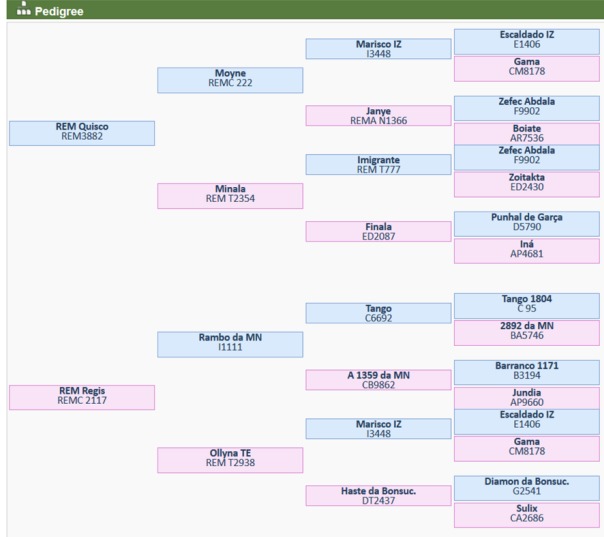 Pedigree
REM Quisco
REM3882
Moyne
REMC 222
Marisco IZ
I3448
Escaldado IZ
E1406
Gama
CM8178
Janye
REMA N1366
Zefec Abdala
F9902
Boiate
AR7536
Minala
REM T2354
Imigrante
REM T777
Zefec Abdala
F9902
Zoitakta
ED2430
Finala
ED2087
Punhal de Garça
D5790
Iná
AP4681
REM Regis
REMC 2117
Rambo da MN
I1111
Tango
C6692
Tango 1804
C 95
2892 da MN
BA5746
A 1359 da MN
CB9862
Barranco 1171
B3194
Jundia
AP9660
Ollyna TE
REM T2938
Marisco IZ
I3448
Escaldado IZ
E1406
Gama
CM8178
Haste da Bonsuc.
DT2437
Diamon da Bonsuc.
G2541
Sulix
CA2686